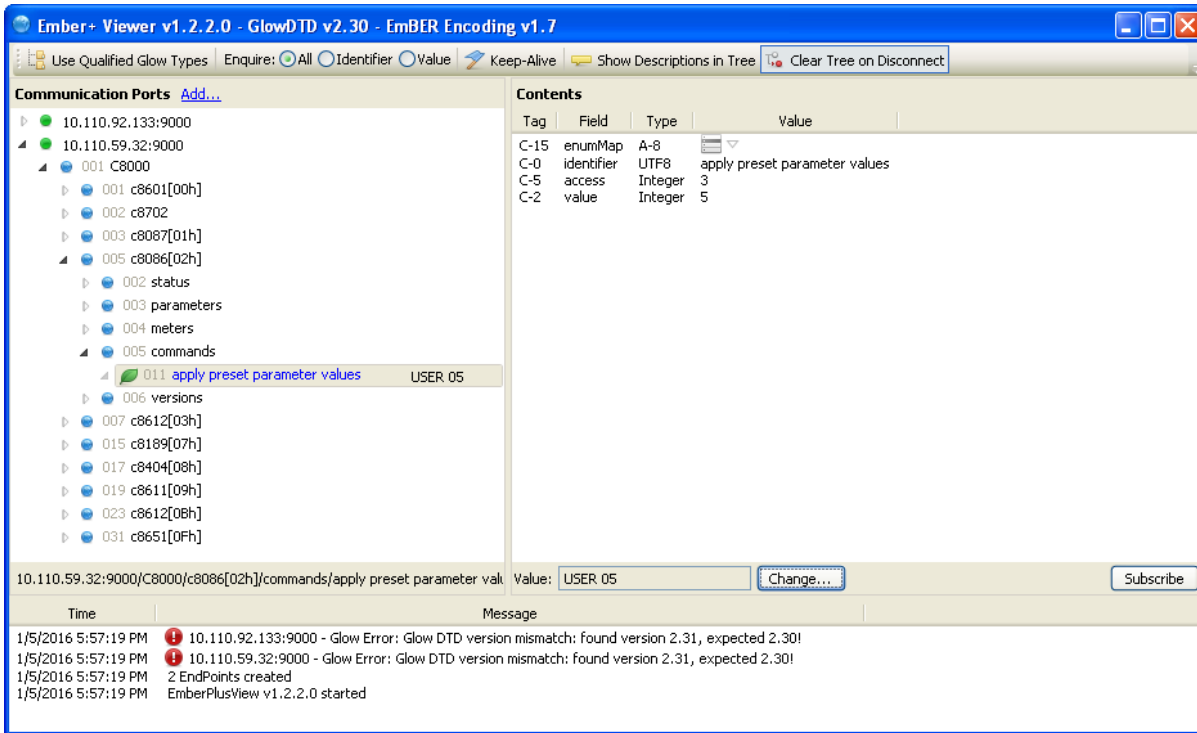 Ember+ Viewer v1.2.2.0 - GlowDTD v2.30 - EmBER Encoding v1.7
Use Qualified Glow Types Enquire: All Identifier Value Keep-Alive Show Descriptions in Tree Clear Tree on Disconnect
Communication Ports Add...
10.110.92.133:9000
10.110.59.32:9000
001 C8000
001 c8601[00h]
002 c8702
003 c8087[01h]
005 c8086[02h]
002 status
003 parameters
004 meters
005 commands
011 apply preset parameter values USER 05
006 versions
007 c8612[03h]
015 c8189[07h]
017 c8404[08h]
019 c8611[09h]
023 c8612[0Bh]
031 c8651[0Fh]
10.110.59.32:9000/C8000/c8086[02h]/commands/apply preset parameter valu
Contents
Tag Field Type Value
C-15 enumMap A-8
C-0 identifier UTF8 apply preset parameter values
C-5 access Integer 3
C-2 value Integer 5
Value: USER 05 Change... Subscribe
Time Message
1/5/2016 5:57:19 PM 10.110.92.133:9000 - Glow Error: Glow DTD version mismatch: found version 2.31, expected 2.30!
1/5/2016 5:57:19 PM 10.110.59.32:9000 - Glow Error: Glow DTD version mismatch: found version 2.31, expected 2.30!
1/5/2016 5:57:19 PM 2 EndPoints created
1/5/2016 5:57:19 PM EmberPlusView v1.2.2.0 started